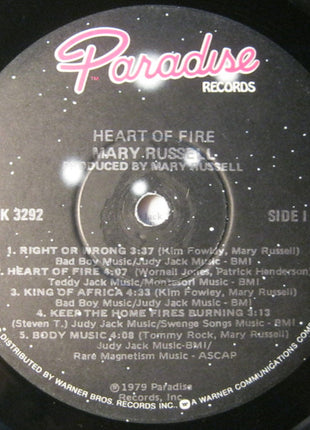 Paradise
TM
RECORDS
HEART OF FIRE
MARY RUSSELL
PRODUCED BY MARY RUSSELL
K 3292
SIDE I
1. RIGHT OR WRONG 3:37 (Kim Fowley, Mary Russell)
Bad Boy Music/Judy Jack Music - BMI
2. HEART OF FIRE 4:07 (Wornell Jones, Patrick Henderson)
Teddy Jack Music/Monteson Music - BMI
3. KING OF AFRICA 4:33 (Kim Fowley, Mary Russell)
Bad Boy Music/Judy Jack Music - BMI
4. KEEP THE HOME FIRES BURNING 3:13
(Steven T.) Judy Jack Music/Swenge Songs Music - BMI
5. BODY MUSIC 4:08 (Tommy Rock, Mary Russell)
Judy Jack Music-BMI/
Rare Magnetism Music - ASCAP
℗1979 Paradise
Records, Inc.
DISTRIBUTED BY WARNER BROS. RECORDS INC., A WARNER COMMUNICATIONS COMP